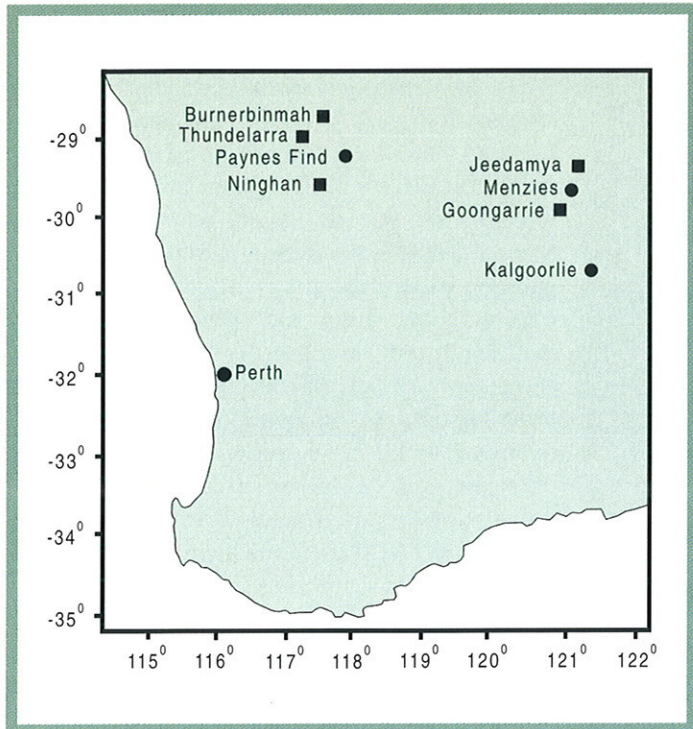 Burnerbinmah
-29⁰
Thundelarra
Paynes Find
Jeedamya
Ninghan
Menzies
-30⁰
Goongarrie
Kalgoorlie
-31⁰
-32⁰
Perth
-33⁰
-34⁰
-35⁰
115⁰ 116⁰ 117⁰ 118⁰ 119⁰ 120⁰ 121⁰ 122⁰